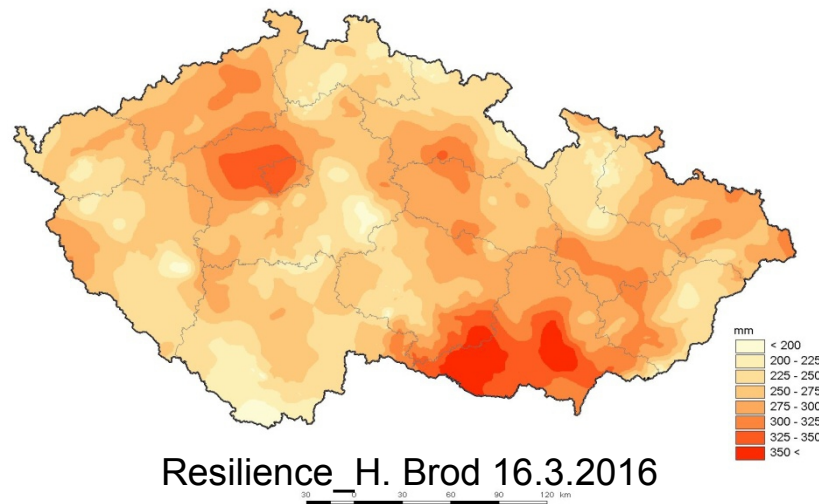 mm
< 200
200 - 225
225 - 250
250 - 275
275 - 300
300 - 325
325 - 350
350 <
Resilience_H. Brod 16.3.2016
30 0 30 60 90 120 km